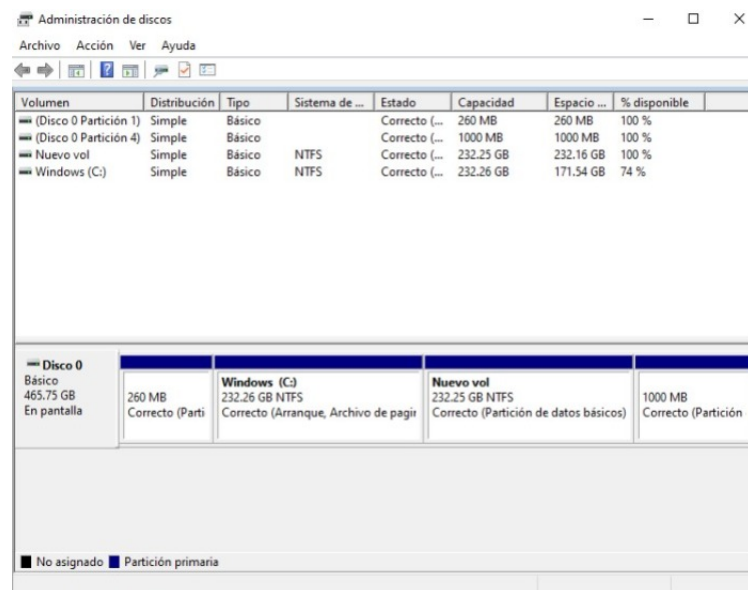 Administración de discos
Archivo Acción Ver Ayuda
Volumen Distribución Tipo Sistema de ... Estado Capacidad Espacio ... % disponible
(Disco 0 Partición 1) Simple Básico Correcto (... 260 MB 260 MB 100 %
(Disco 0 Partición 4) Simple Básico Correcto (... 1000 MB 1000 MB 100 %
Nuevo vol Simple Básico NTFS Correcto (... 232.25 GB 232.16 GB 100 %
Windows (C:) Simple Básico NTFS Correcto (... 232.26 GB 171.54 GB 74 %
Disco 0
Básico
465.75 GB
En pantalla
260 MB
Correcto (Parti
Windows (C:)
232.26 GB NTFS
Correcto (Arranque, Archivo de pagir
Nuevo vol
232.25 GB NTFS
Correcto (Partición de datos básicos)
1000 MB
Correcto (Partición
No asignado Partición primaria